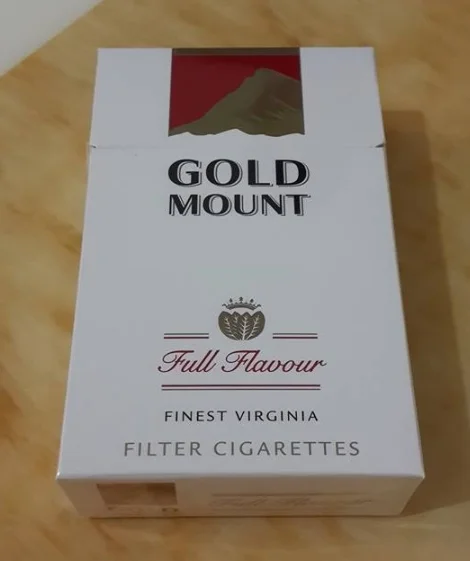 GOLD
MOUNT
Full Flavour
FINEST VIRGINIA
FILTER CIGARETTES